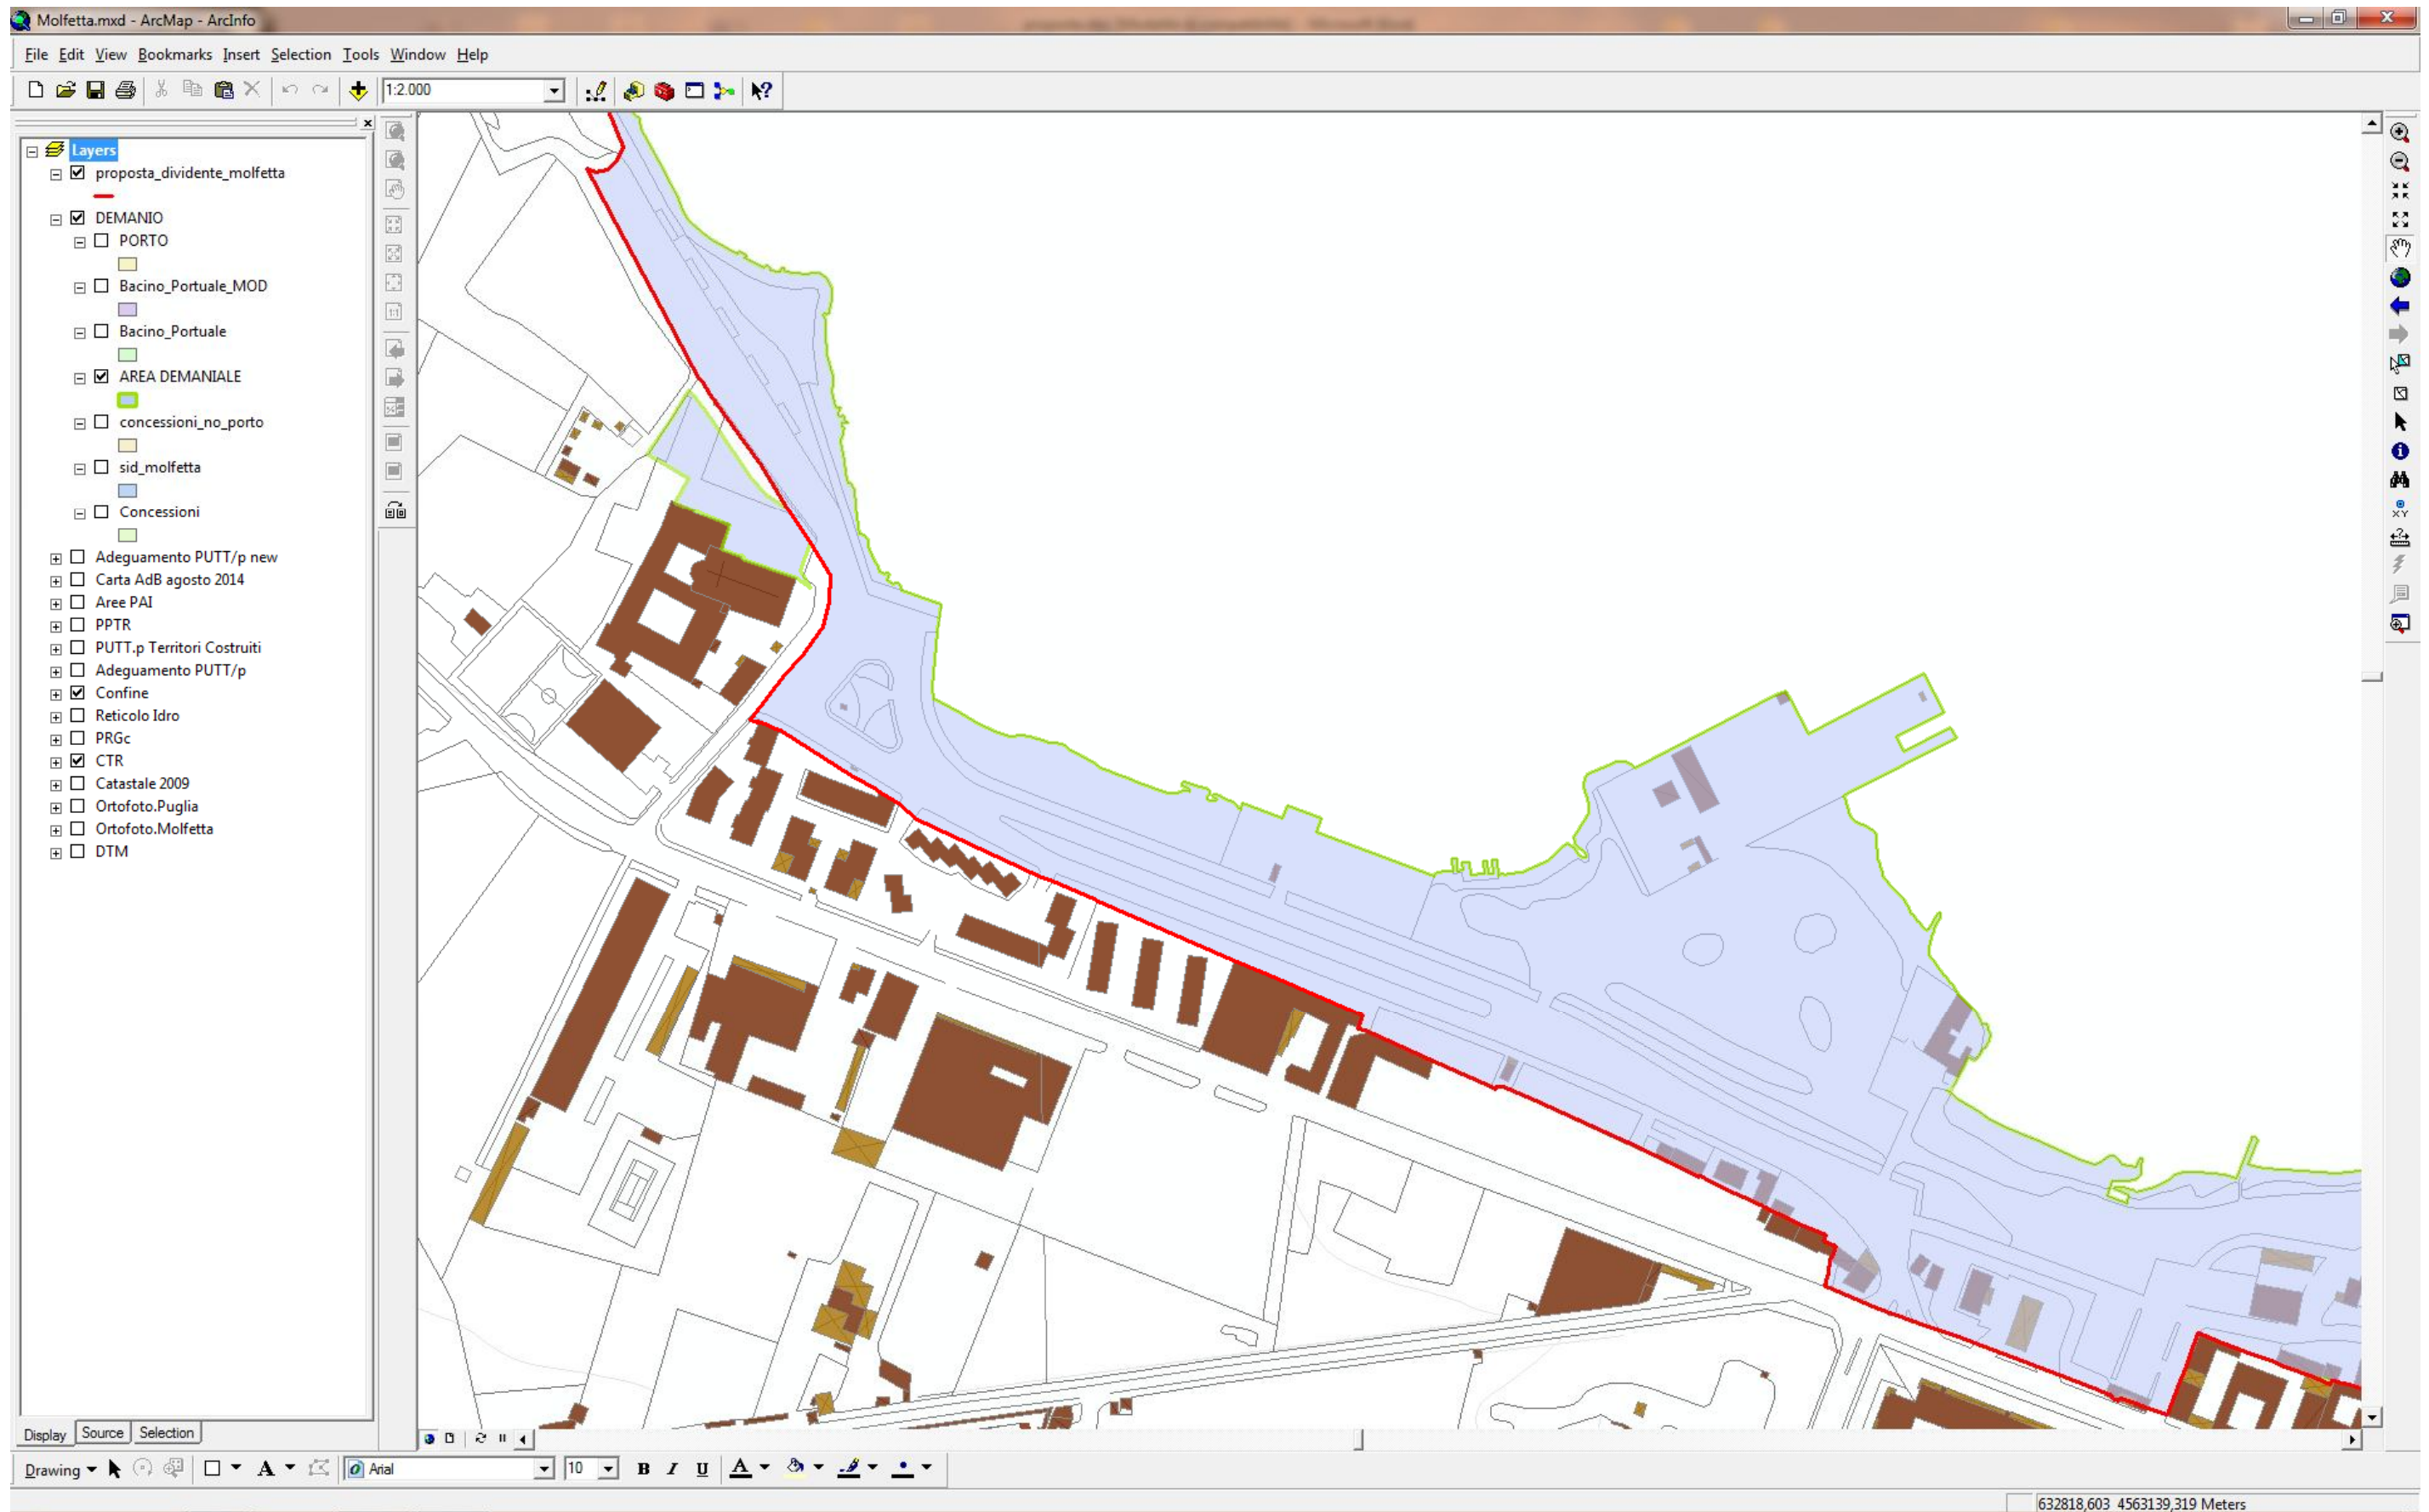 Molfetta.mxd - ArcMap - ArcInfo
File Edit View Bookmarks Insert Selection Tools Window Help
1:2.000
Layers
proposta_dividente_molfetta
DEMANIO
PORTO
Bacino_Portuale_MOD
Bacino_Portuale
AREA DEMANIALE
concessioni_no_porto
sid_molfetta
Concessioni
Adeguamento PUTT/p new
Carta AdB agosto 2014
Aree PAI
PPTR
PUTT.p Territori Costruiti
Adeguamento PUTT/p
Confine
Reticolo Idro
PRGc
CTR
Catastale 2009
Ortofoto.Puglia
Ortofoto.Molfetta
DTM
1:1
XY
Display Source Selection
Drawing A Arial 10 B I U A
632818,603 4563139,319 Meters